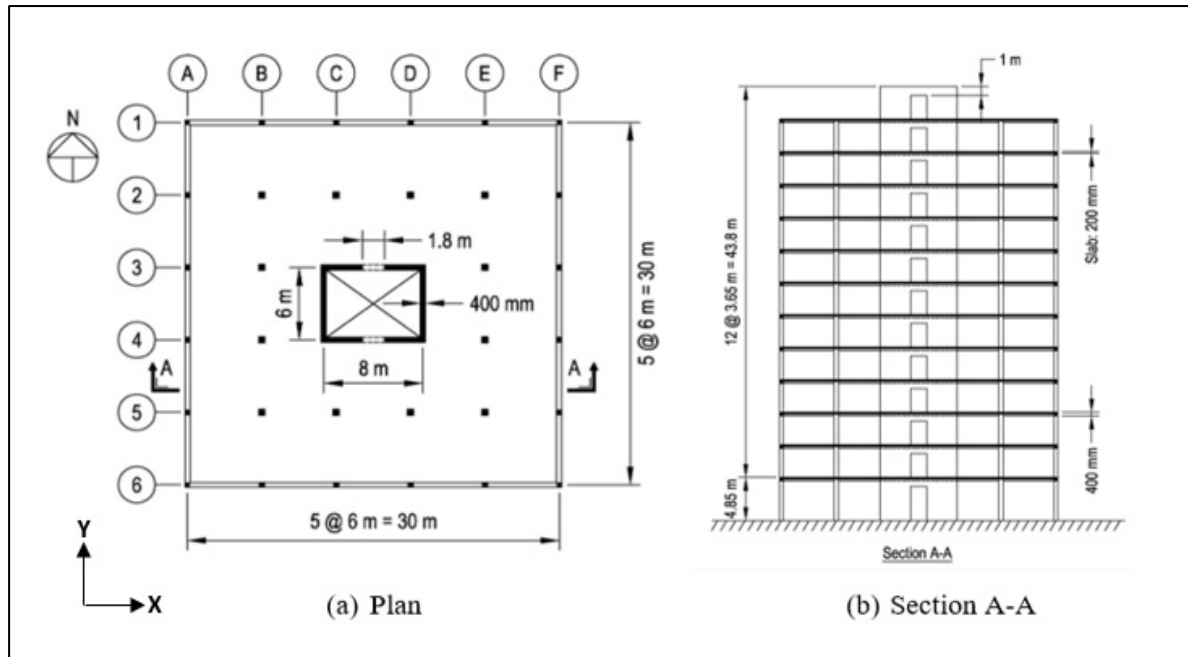 A B C D E F
N
1
2
3
4
5
6
1.8 m
6 m
400 mm
8 m
A A
5 @ 6 m = 30 m
5 @ 6 m = 30 m
Y
X
(a) Plan
1 m
Slab: 200 mm
12 @ 3.65 m = 43.8 m
400 mm
4.85 m
Section A-A
(b) Section A-A